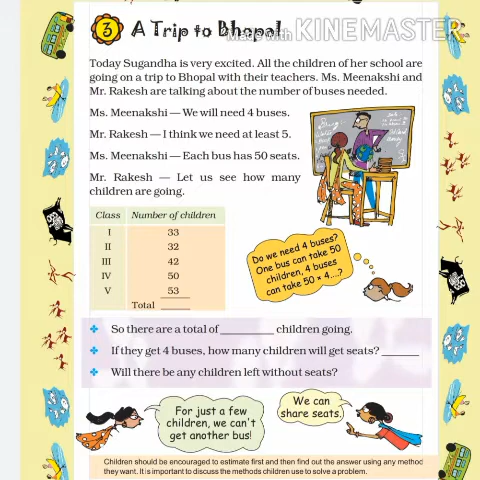 Made with KINEMASTER
3 A Trip to Bhopal
Today Sugandha is very excited. All the children of her school are
going on a trip to Bhopal with their teachers. Ms. Meenakshi and
Mr. Rakesh are talking about the number of buses needed.
Ms. Meenakshi — We will need 4 buses.
Mr. Rakesh — I think we need at least 5.
Ms. Meenakshi — Each bus has 50 seats.
Mr. Rakesh — Let us see how many
children are going.
Class Number of children
I 33
II 32
III 42
IV 50
V 53
Total ______
Do we need 4 buses?
One bus can take 50
children. 4 buses
can take 50 × 4....?
So there are a total of ________ children going.
If they get 4 buses, how many children will get seats? ______
Will there be any children left without seats?
For just a few
children, we can't
get another bus!
We can
share seats.
Children should be encouraged to estimate first and then find out the answer using any method
they want. It is important to discuss the methods children use to solve a problem.